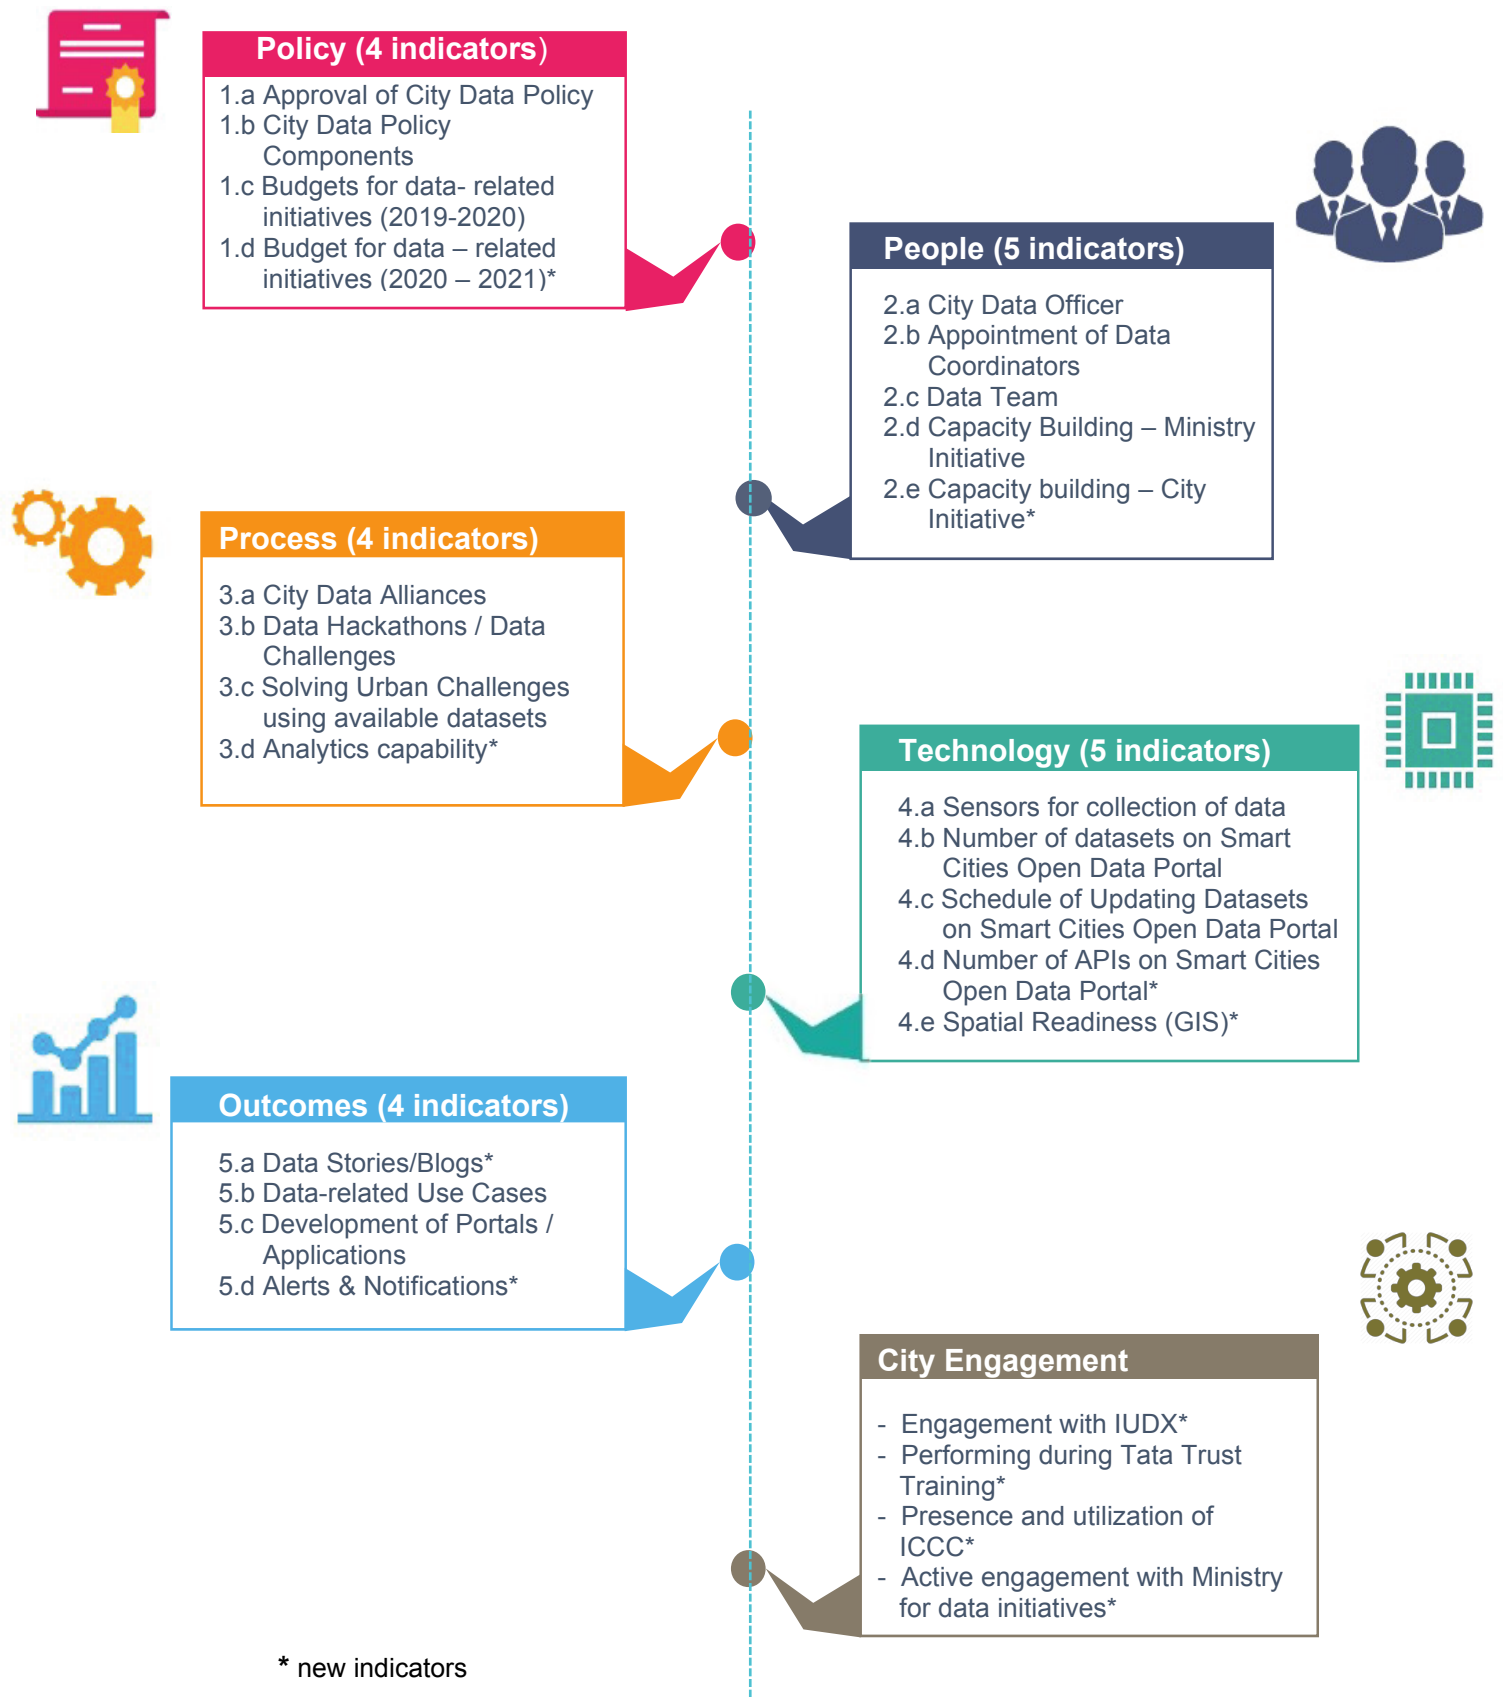 Policy (4 indicators)
1.a Approval of City Data Policy
1.b City Data Policy
Components
1.c Budgets for data- related
initiatives (2019-2020)
1.d Budget for data – related
initiatives (2020 – 2021)*
People (5 indicators)
2.a City Data Officer
2.b Appointment of Data
Coordinators
2.c Data Team
2.d Capacity Building – Ministry
Initiative
2.e Capacity building – City
Initiative*
Process (4 indicators)
3.a City Data Alliances
3.b Data Hackathons / Data
Challenges
3.c Solving Urban Challenges
using available datasets
3.d Analytics capability*
Technology (5 indicators)
4.a Sensors for collection of data
4.b Number of datasets on Smart
Cities Open Data Portal
4.c Schedule of Updating Datasets
on Smart Cities Open Data Portal
4.d Number of APIs on Smart Cities
Open Data Portal*
4.e Spatial Readiness (GIS)*
Outcomes (4 indicators)
5.a Data Stories/Blogs*
5.b Data-related Use Cases
5.c Development of Portals /
Applications
5.d Alerts & Notifications*
City Engagement
- Engagement with IUDX*
- Performing during Tata Trust
Training*
- Presence and utilization of
ICCC*
- Active engagement with Ministry
for data initiatives*
* new indicators